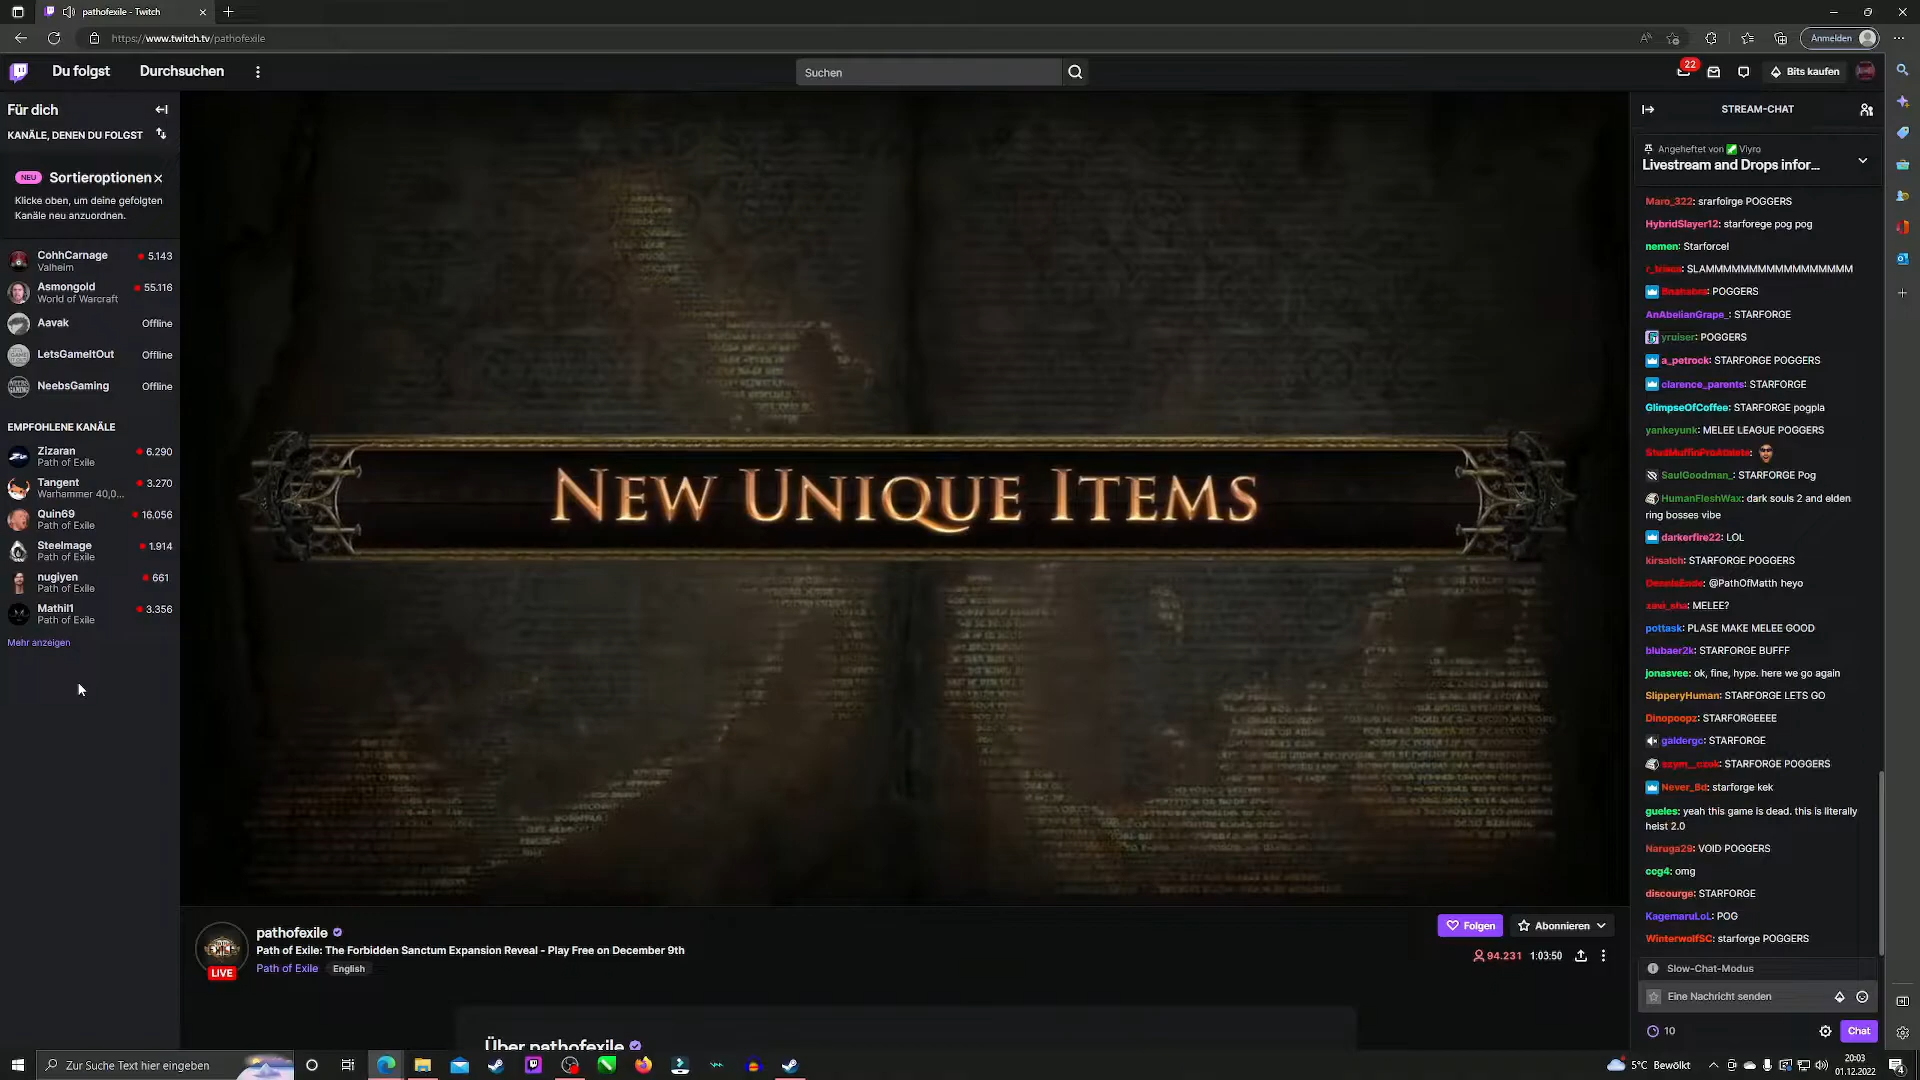 pathofexile - Twitch
https://www.twitch.tv/pathofexile
Anmelden
Du folgst
Durchsuchen
Suchen
22
Bits kaufen
Für dich
KANÄLE, DENEN DU FOLGST
NEU Sortieroptionen
Klicke oben, um deine gefolgten
Kanäle neu anzuordnen.
CohhCarnage 5.143
Valheim
Asmongold 55.116
World of Warcraft
Aavak Offline
LetsGameItOut Offline
NeebsGaming Offline
EMPFOHLENE KANÄLE
Zizaran 6.290
Path of Exile
Tangent 3.270
Warhammer 40,0...
Quin69 16.056
Path of Exile
SteelMage 1.914
Path of Exile
nugiyen 661
Path of Exile
Mathil1 3.356
Path of Exile
Mehr anzeigen
NEW UNIQUE ITEMS
pathofexile
Path of Exile: The Forbidden Sanctum Expansion Reveal - Play Free on December 9th
Path of Exile English
LIVE
Folgen
Abonnieren
94.231 1:03:50
Über pathofexile
STREAM-CHAT
Angeheftet von Viyro
Livestream and Drops infor...
Maro_322: srarfoirge POGGERS
HybridSlayer12: starforege pog pog
nemen: Starforce!
SLAMMMMMMMMMMMMMMMMMM
POGGERS
AnAbelianGrape_: STARFORGE
yruiser: POGGERS
a_petrock: STARFORGE POGGERS
clarence_parents: STARFORGE
GlimpseOfCoffee: STARFORGE pogpla
yankeyunk: MELEE LEAGUE POGGERS
StudMuffinProAthlete:
SaulGoodman_: STARFORGE Pog
HumanFleshWax: dark souls 2 and elden
ring bosses vibe
darkerfire22: LOL
kirsalch: STARFORGE POGGERS
DennisEnde: @PathOfMatth heyo
xavi_sha: MELEE?
pottask: PLASE MAKE MELEE GOOD
blubaer2k: STARFORGE BUFFF
jonasvee: ok, fine, hype. here we go again
SlipperyHuman: STARFORGE LETS GO
Dinopoopz: STARFORGEEEE
galdergc: STARFORGE
szym__czuk: STARFORGE POGGERS
Never_Bd: starforge kek
gueles: yeah this game is dead. this is literally
heist 2.0
Naruga29: VOID POGGERS
ccg4: omg
discourge: STARFORGE
KagemaruLoL: POG
WinterwolfSC: starforge POGGERS
Slow-Chat-Modus
Eine Nachricht senden
10
Chat
Zur Suche Text hier eingeben
5°C Bewölkt
20:03
01.12.2022
4